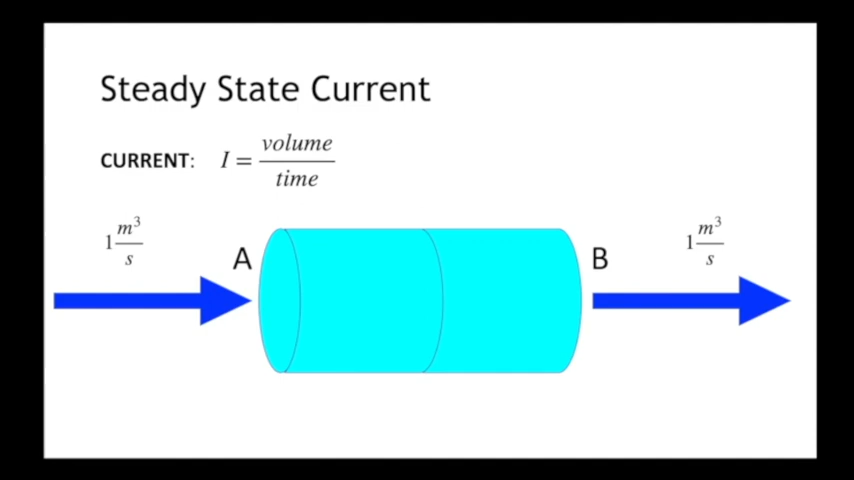 Steady State Current
CURRENT: I = volume / time
1 m³/s
1 m³/s
A
B